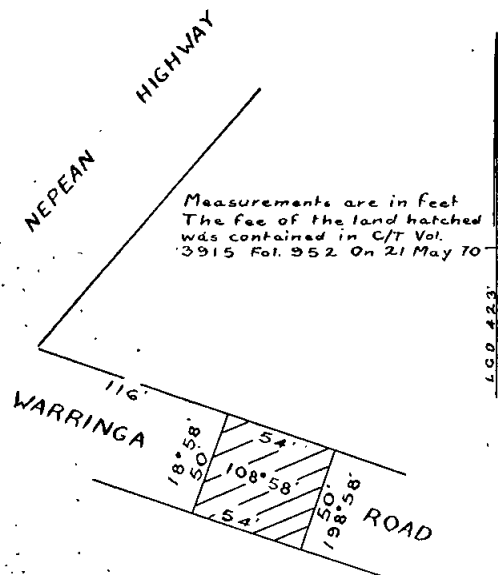 NEPEAN HIGHWAY
Measurements are in feet
The fee of the land hatched
was contained in C/T Vol.
3915 Fol. 952 On 21 May 70
LGD 423
116'
WARRINGA ROAD
18°58'
50'
54'
108°58'
54'
50'
198°58'